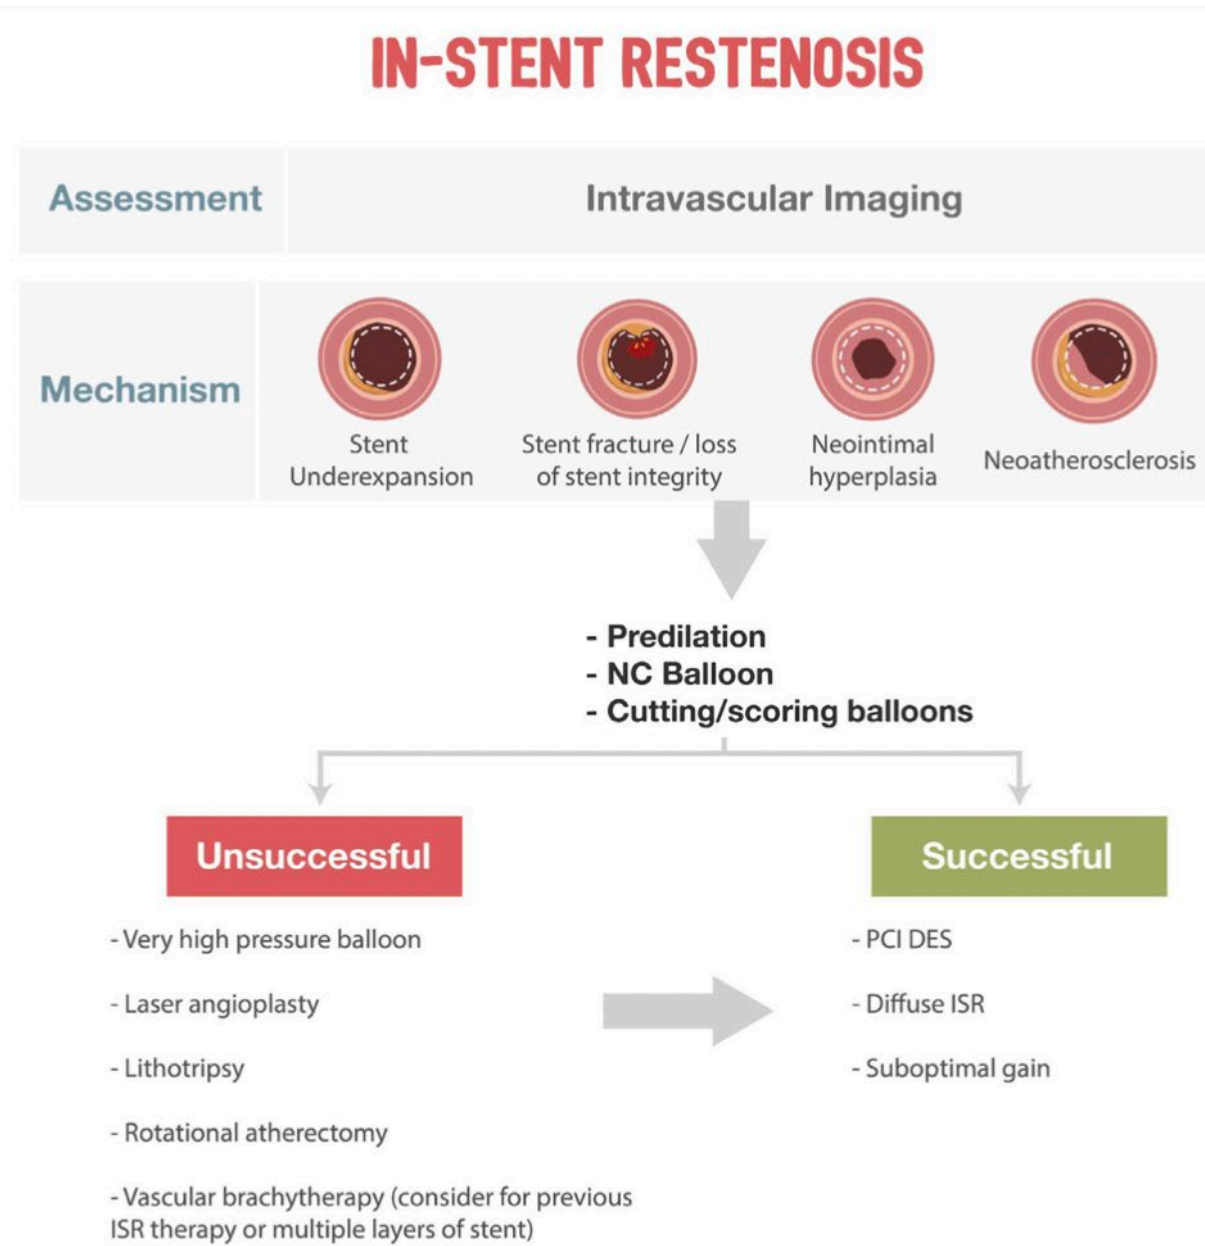 IN-STENT RESTENOSIS
Assessment
Intravascular Imaging
Mechanism
Stent
Underexpansion
Stent fracture / loss
of stent integrity
Neointimal
hyperplasia
Neoatherosclerosis
- Predilation
- NC Balloon
- Cutting/scoring balloons
Unsuccessful
- Very high pressure balloon
- Laser angioplasty
- Lithotripsy
- Rotational atherectomy
- Vascular brachytherapy (consider for previous
ISR therapy or multiple layers of stent)
Successful
- PCI DES
- Diffuse ISR
- Suboptimal gain